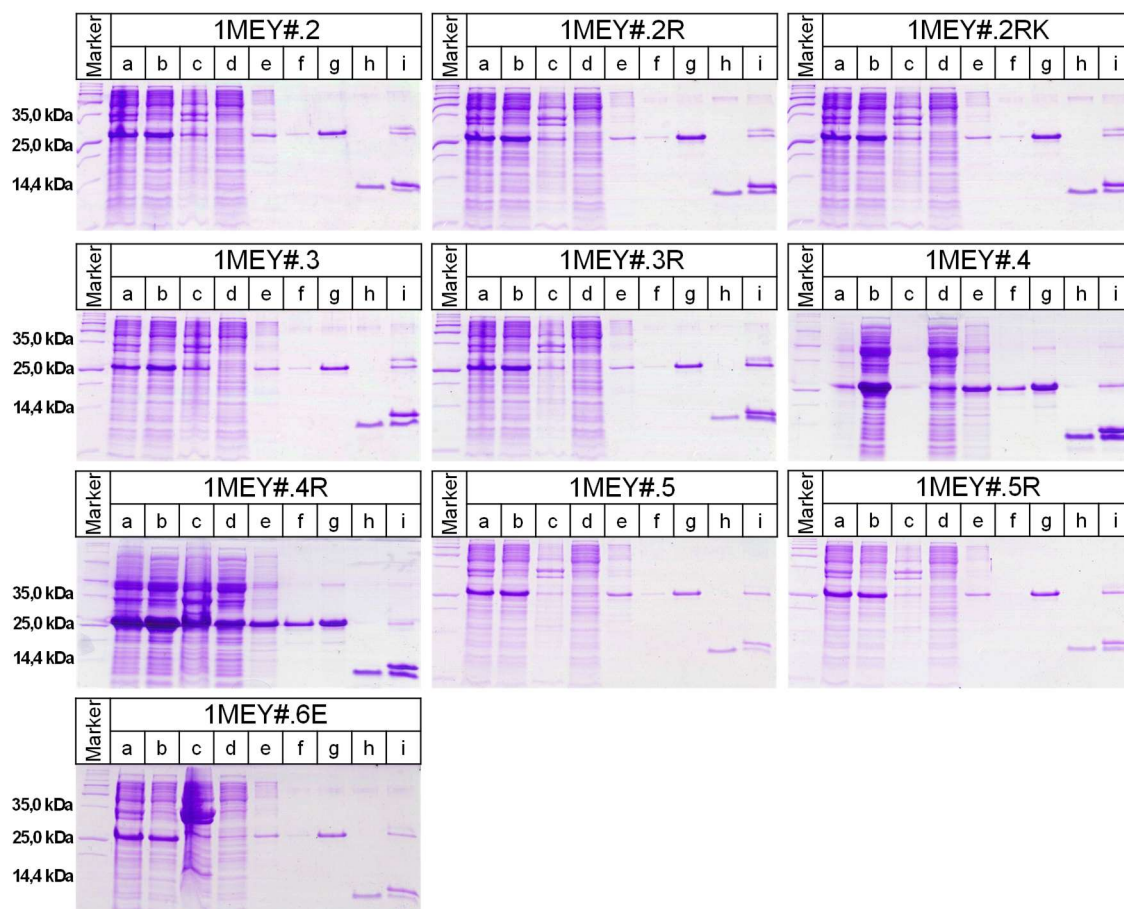 Marker 1MEY#.2
a b c d e f g h i
35,0 kDa
25,0 kDa
14,4 kDa
Marker 1MEY#.2R
a b c d e f g h i
Marker 1MEY#.2RK
a b c d e f g h i
Marker 1MEY#.3
a b c d e f g h i
35,0 kDa
25,0 kDa
14,4 kDa
Marker 1MEY#.3R
a b c d e f g h i
Marker 1MEY#.4
a b c d e f g h i
Marker 1MEY#.4R
a b c d e f g h i
35,0 kDa
25,0 kDa
14,4 kDa
Marker 1MEY#.5
a b c d e f g h i
Marker 1MEY#.5R
a b c d e f g h i
Marker 1MEY#.6E
a b c d e f g h i
35,0 kDa
25,0 kDa
14,4 kDa